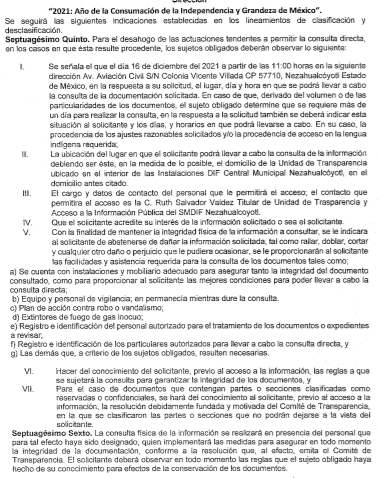 Dirección
"2021: Año de la Consumación de la Independencia y Grandeza de México".
Se seguirá las siguientes indicaciones establecidas en los lineamientos de clasificación y
desclasificación.
Septuagésimo Quinto. Para el desahogo de las actuaciones tendentes a permitir la consulta directa,
en los casos en que ésta resulte procedente, los sujetos obligados deberán observar lo siguiente:
I. Se señala el que el día 16 de diciembre del 2021 a partir de las 11:00 horas en la siguiente
dirección Av. Aviación Civil S/N Colonia Vicente Villada CP 57710, Nezahualcóyotl Estado
de México, en la respuesta a su solicitud, el lugar, día y hora en que se podrá llevar a cabo
la consulta de la documentación solicitada. En caso de que, derivado del volumen o de las
particularidades de los documentos, el sujeto obligado determine que se requiere más de
un día para realizar la consulta, en la respuesta a la solicitud también se deberá indicar esta
situación al solicitante y los días, y horarios en que podrá llevarse a cabo. En su caso, la
procedencia de los ajustes razonables solicitados y/o la procedencia de acceso en la lengua
indígena requerida;
II. La ubicación del lugar en que el solicitante podrá llevar a cabo la consulta de la información
debiendo ser éste, en la medida de lo posible, el domicilio de la Unidad de Transparencia
ubicado en el interior de las Instalaciones DIF Central Municipal Nezahualcóyotl, en el
domicilio antes citado.
III. El cargo y datos de contacto del personal que le permitirá el acceso; el contacto que
permitira el acceso es la C. Ruth Salvador Valdez Titular de Unidad de Trasparencia y
Acceso a la Información Pública del SMDIF Nezahualcoyotl.
IV. Que el solicitante acredite su interés de la información solicitado o sea el solicitante.
V. Con la finalidad de mantener la integridad física de la información a consultar, se le indicara
al solicitante de abstenerse de dañar la información solicitada, tal como rallar, doblar, cortar
y cualquier otro daño o perjuicio que le pudiera ocasionar, se le proporcionarán al solicitante
las facilidades y asistencia requerida para la consulta de los documentos tales como;
a) Se cuenta con instalaciones y mobiliario adecuado para asegurar tanto la integridad del documento
consultado, como para proporcionar al solicitante las mejores condiciones para poder llevar a cabo la
consulta directa;
b) Equipo y personal de vigilancia; en permanecia mientras dure la consulta.
c) Plan de acción contra robo o vandalismo;
d) Extintores de fuego de gas inocuo;
e) Registro e identificación del personal autorizado para el tratamiento de los documentos o expedientes
a revisar;
f) Registro e identificación de los particulares autorizados para llevar a cabo la consulta directa, y
g) Las demás que, a criterio de los sujetos obligados, resulten necesarias.
VI. Hacer del conocimiento del solicitante, previo al acceso a la información, las reglas a que
se sujetará la consulta para garantizar la integridad de los documentos, y
VII. Para el caso de documentos que contengan partes o secciones clasificadas como
reservadas o confidenciales, se hará del conocimiento al solicitante, previo al acceso a la
información, la resolución debidamente fundada y motivada del Comité de Transparencia,
en la que se clasificaron las partes o secciones que no podrán dejarse a la vista del
solicitante.
Septuagésimo Sexto. La consulta física de la información se realizará en presencia del personal que
para tal efecto haya sido designado, quien implementará las medidas para asegurar en todo momento
la integridad de la documentación, conforme a la resolución que, al efecto, emita el Comité de
Transparencia. El solicitante deberá observar en todo momento las reglas que el sujeto obligado haya
hecho de su conocimiento para efectos de la conservación de los documentos.